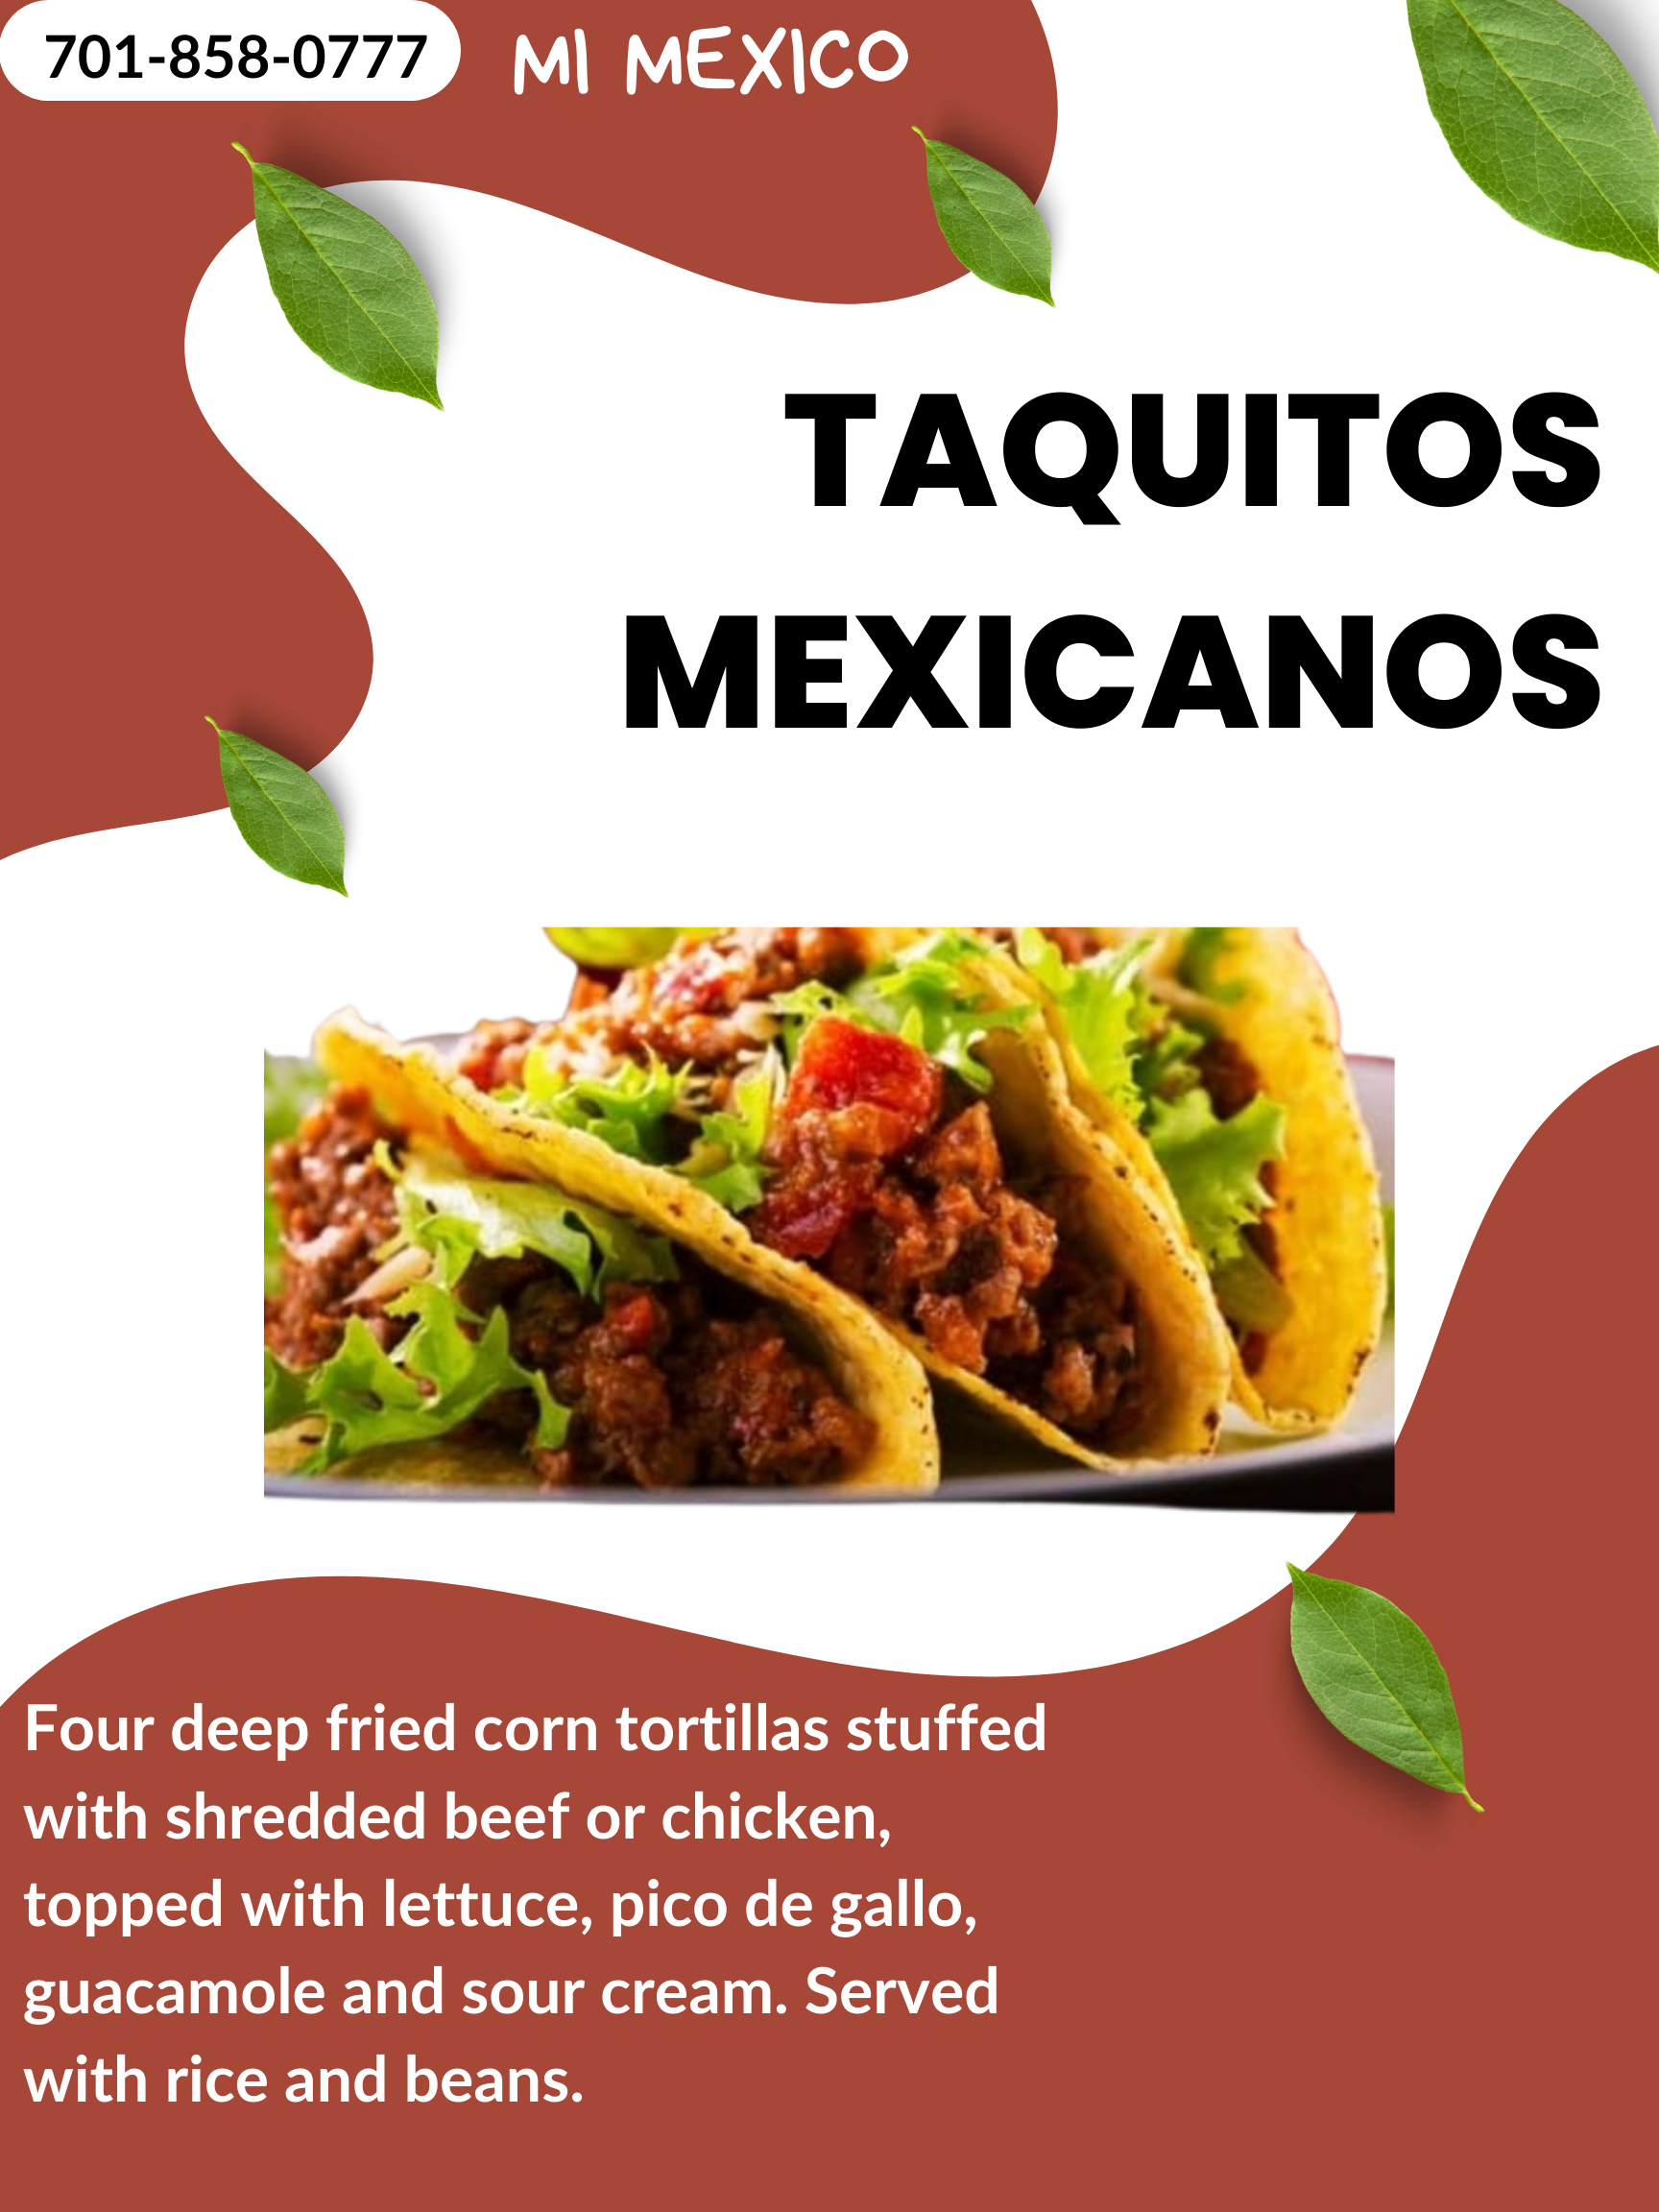 701-858-0777
MI MEXICO
TAQUITOS
MEXICANOS
Four deep fried corn tortillas stuffed
with shredded beef or chicken,
topped with lettuce, pico de gallo,
guacamole and sour cream. Served
with rice and beans.